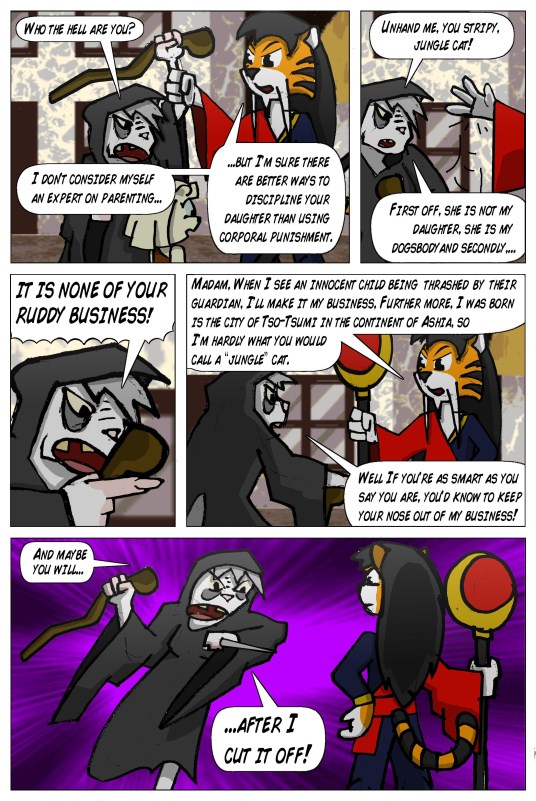 WHO THE HELL ARE YOU?
I DON'T CONSIDER MYSELF
AN EXPERT ON PARENTING...
...BUT I'M SURE THERE
ARE BETTER WAYS TO
DISCIPLINE YOUR
DAUGHTER THAN USING
CORPORAL PUNISHMENT.
UNHAND ME, YOU STRIPY,
JUNGLE CAT!
FIRST OFF, SHE IS NOT MY
DAUGHTER, SHE IS MY
DOGSBODY AND SECONDLY,...
IT IS NONE OF YOUR
RUDDY BUSINESS!
MADAM, WHEN I SEE AN INNOCENT CHILD BEING THRASHED BY THEIR
GUARDIAN, I'LL MAKE IT MY BUSINESS, FURTHER MORE, I WAS BORN
IS THE CITY OF TSO-TSUMI IN THE CONTINENT OF ASHIA, SO
I'M HARDLY WHAT YOU WOULD
CALL A "JUNGLE" CAT.
WELL IF YOU'RE AS SMART AS YOU
SAY YOU ARE, YOU'D KNOW TO KEEP
YOUR NOSE OUT OF MY BUSINESS!
AND MAYBE
YOU WILL...
...AFTER I
CUT IT OFF!